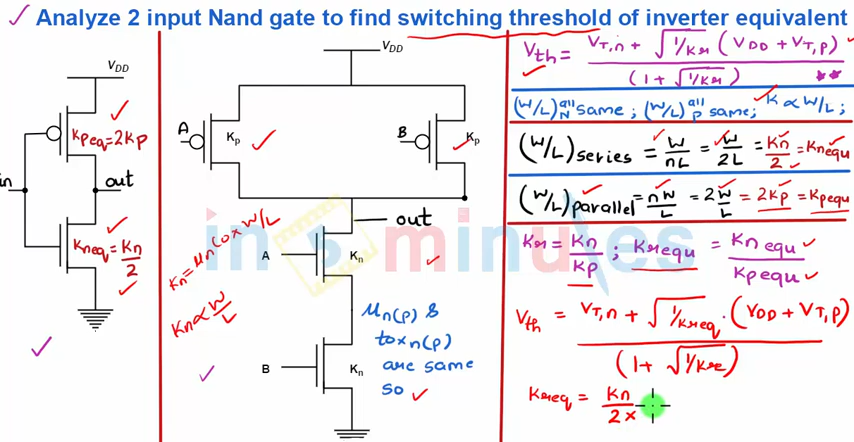 ✓ Analyze 2 input Nand gate to find switching threshold of inverter equivalent
VDD
Kpeq=2Kp
in
out
Kneq=Kn/2
VDD
A
Kp
B
Kp
out
Kn=μnCoxW/L
Kn∝W/L
A
Kn
B
Kn
μn(p) &
toxn(p)
are same
so
in 5 minutes
Vth = VT,n + √1/Kr (VDD + VT,p) / (1 + √1/Kr)
(W/L)N all same ; (W/L)P all same ; K ∝ W/L ;
(W/L)series = W/nL = W/2L = Kn/2 = Knequ
(W/L)parallel = nW/L = 2W/L = 2Kp = Kpequ
Kr = Kn/Kp ; Krequ = Knequ/Kpequ
Vth = VT,n + √1/Kreq · (VDD + VT,p) / (1 + √1/Kre)
Kreq = Kn/2×